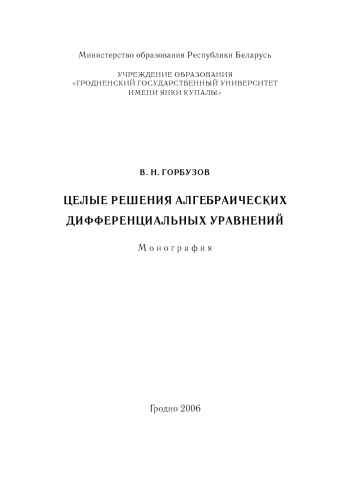 Министерство образования Республики Беларусь
УЧРЕЖДЕНИЕ ОБРАЗОВАНИЯ
«ГРОДНЕНСКИЙ ГОСУДАРСТВЕННЫЙ УНИВЕРСИТЕТ
ИМЕНИ ЯНКИ КУПАЛЫ»
В. Н. ГОРБУЗОВ
ЦЕЛЫЕ РЕШЕНИЯ АЛГЕБРАИЧЕСКИХ
ДИФФЕРЕНЦИАЛЬНЫХ УРАВНЕНИЙ
Монография
Гродно 2006